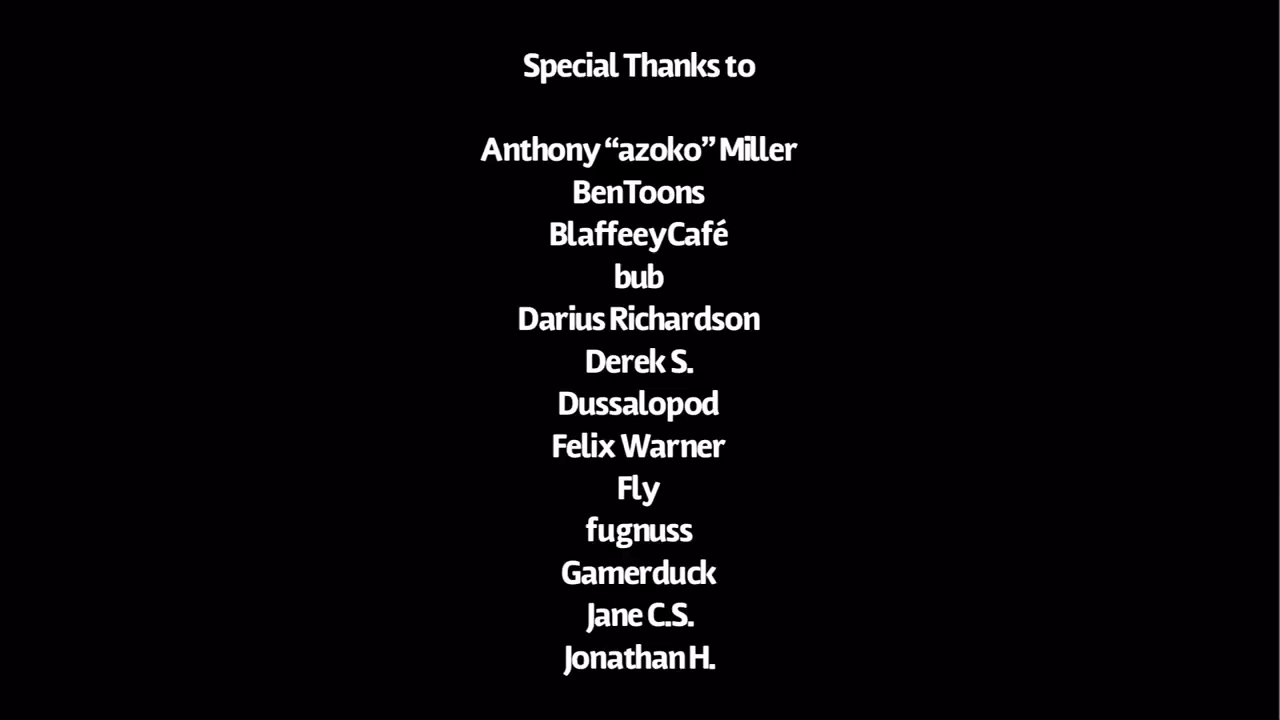 Special Thanks to
Anthony “azoko” Miller
BenToons
BlaffeeyCafé
bub
Darius Richardson
Derek S.
Dussalopod
Felix Warner
Fly
fugnuss
Gamerduck
Jane C.S.
Jonathan H.